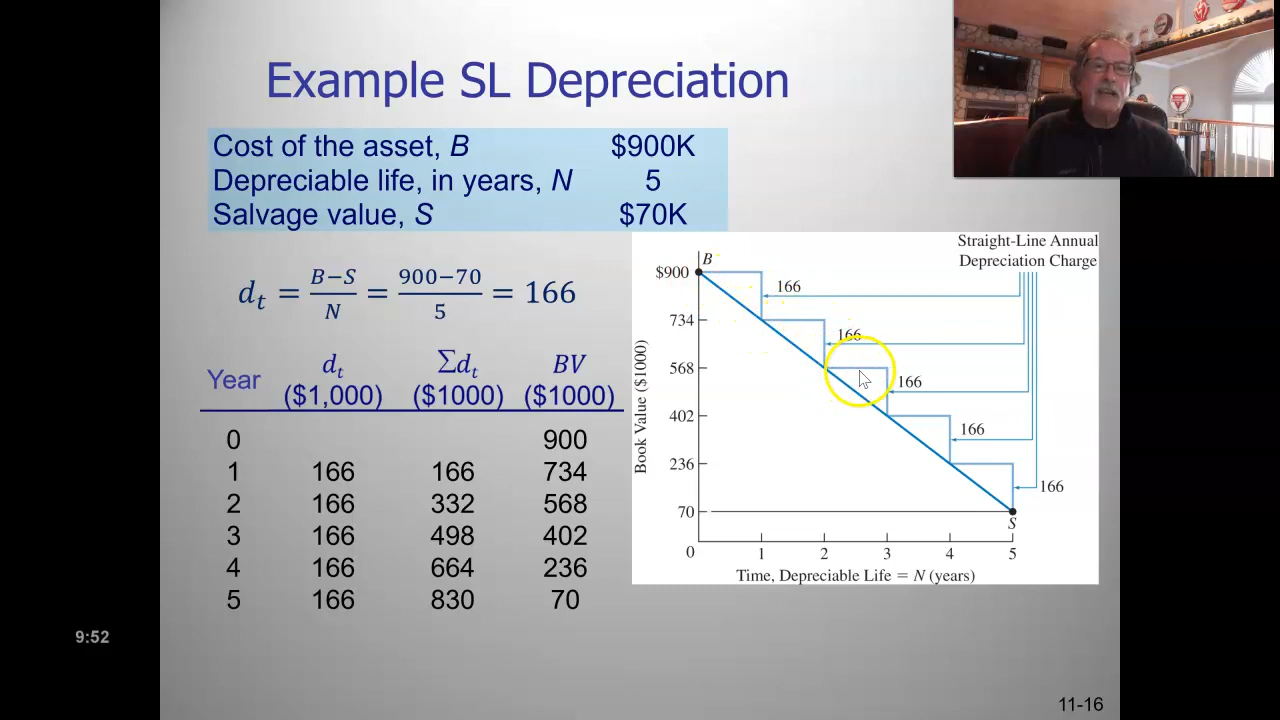 Example SL Depreciation
Cost of the asset, B $900K
Depreciable life, in years, N 5
Salvage value, S $70K
dₜ = B−S/N = 900−70/5 = 166
Year dₜ ($1,000) Σdₜ ($1000) BV ($1000)
0 900
1 166 166 734
2 166 332 568
3 166 498 402
4 166 664 236
5 166 830 70
Straight-Line Annual
Depreciation Charge
B
$900
166
734
166
568
166
402
166
236
166
70
S
0 1 2 3 4 5
Book Value ($1000)
Time, Depreciable Life = N (years)
9:52
11-16